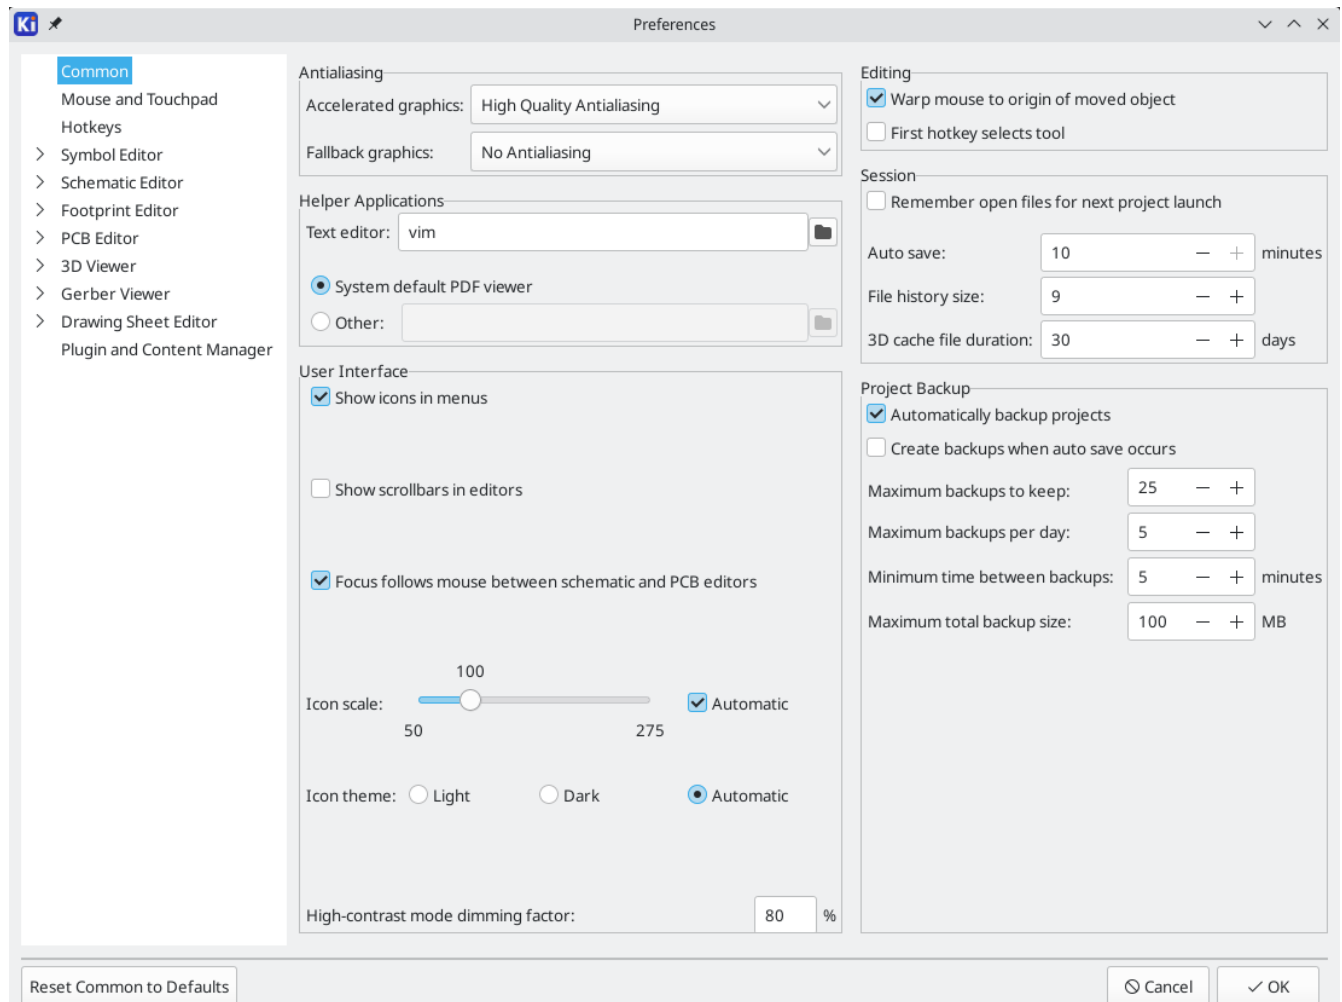 Ki
Preferences
Common
Mouse and Touchpad
Hotkeys
Symbol Editor
Schematic Editor
Footprint Editor
PCB Editor
3D Viewer
Gerber Viewer
Drawing Sheet Editor
Plugin and Content Manager
Antialiasing
Accelerated graphics: High Quality Antialiasing
Fallback graphics: No Antialiasing
Helper Applications
Text editor: vim
System default PDF viewer
Other:
User Interface
Show icons in menus
Show scrollbars in editors
Focus follows mouse between schematic and PCB editors
100
Icon scale: Automatic
50 275
Icon theme: Light Dark Automatic
High-contrast mode dimming factor: 80 %
Editing
Warp mouse to origin of moved object
First hotkey selects tool
Session
Remember open files for next project launch
Auto save: 10 minutes
File history size: 9
3D cache file duration: 30 days
Project Backup
Automatically backup projects
Create backups when auto save occurs
Maximum backups to keep: 25
Maximum backups per day: 5
Minimum time between backups: 5 minutes
Maximum total backup size: 100 MB
Reset Common to Defaults
Cancel
OK